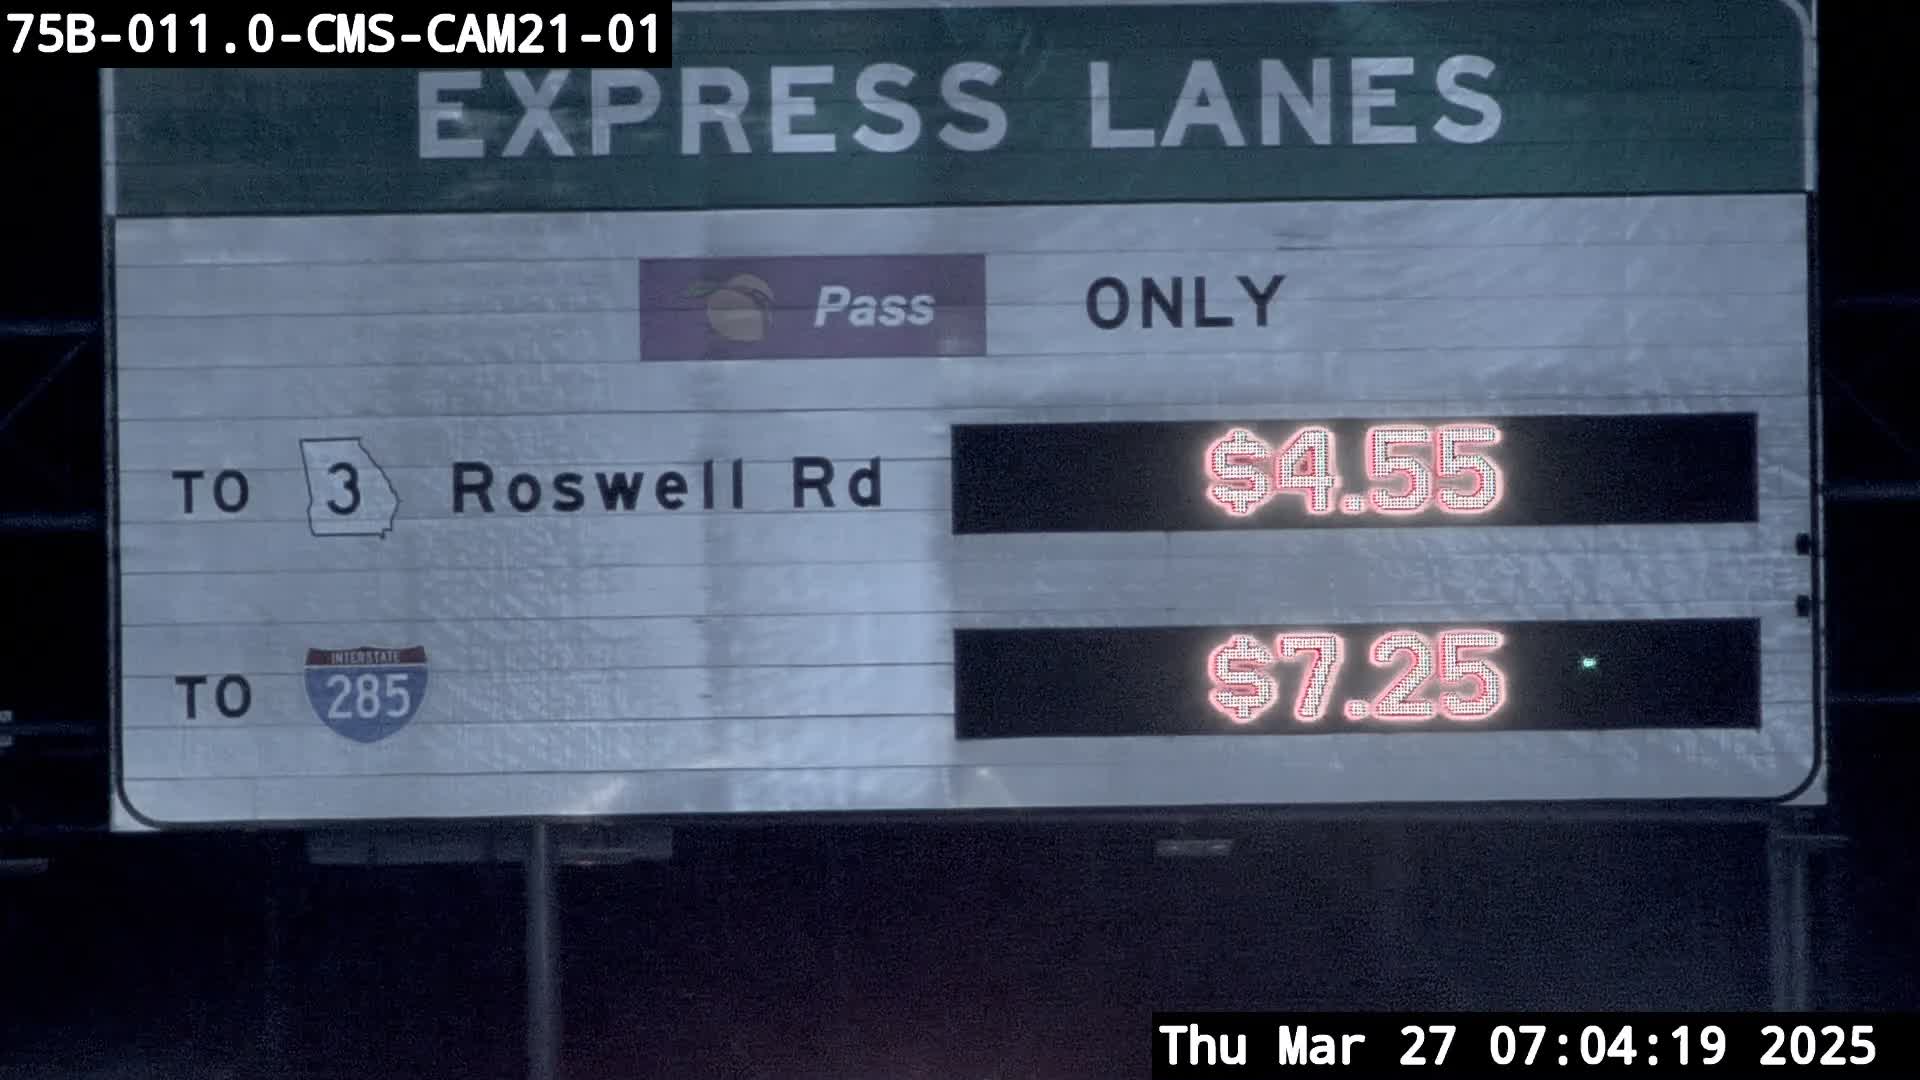 75B-011.0-CMS-CAM21-01
EXPRESS LANES
Pass ONLY
TO 3 Roswell Rd $4.55
TO INTERSTATE 285 $7.25
Thu Mar 27 07:04:19 2025